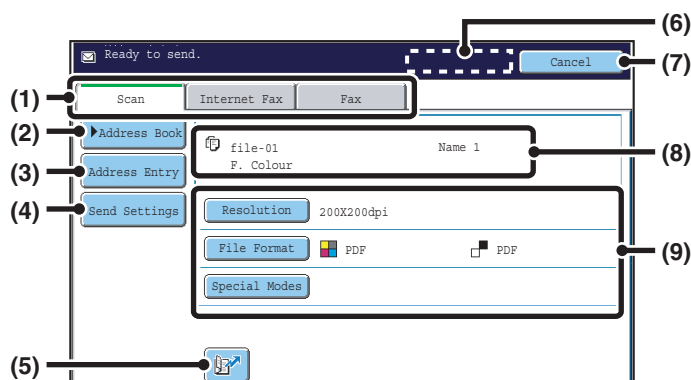 (6)
Ready to send.
Cancel
(7)
(1)
Scan
Internet Fax
Fax
(2)
Address Book
file-01
Name 1
(8)
F. Colour
(3)
Address Entry
(4)
Send Settings
Resolution
200X200dpi
File Format
PDF
PDF
(9)
Special Modes
(5)